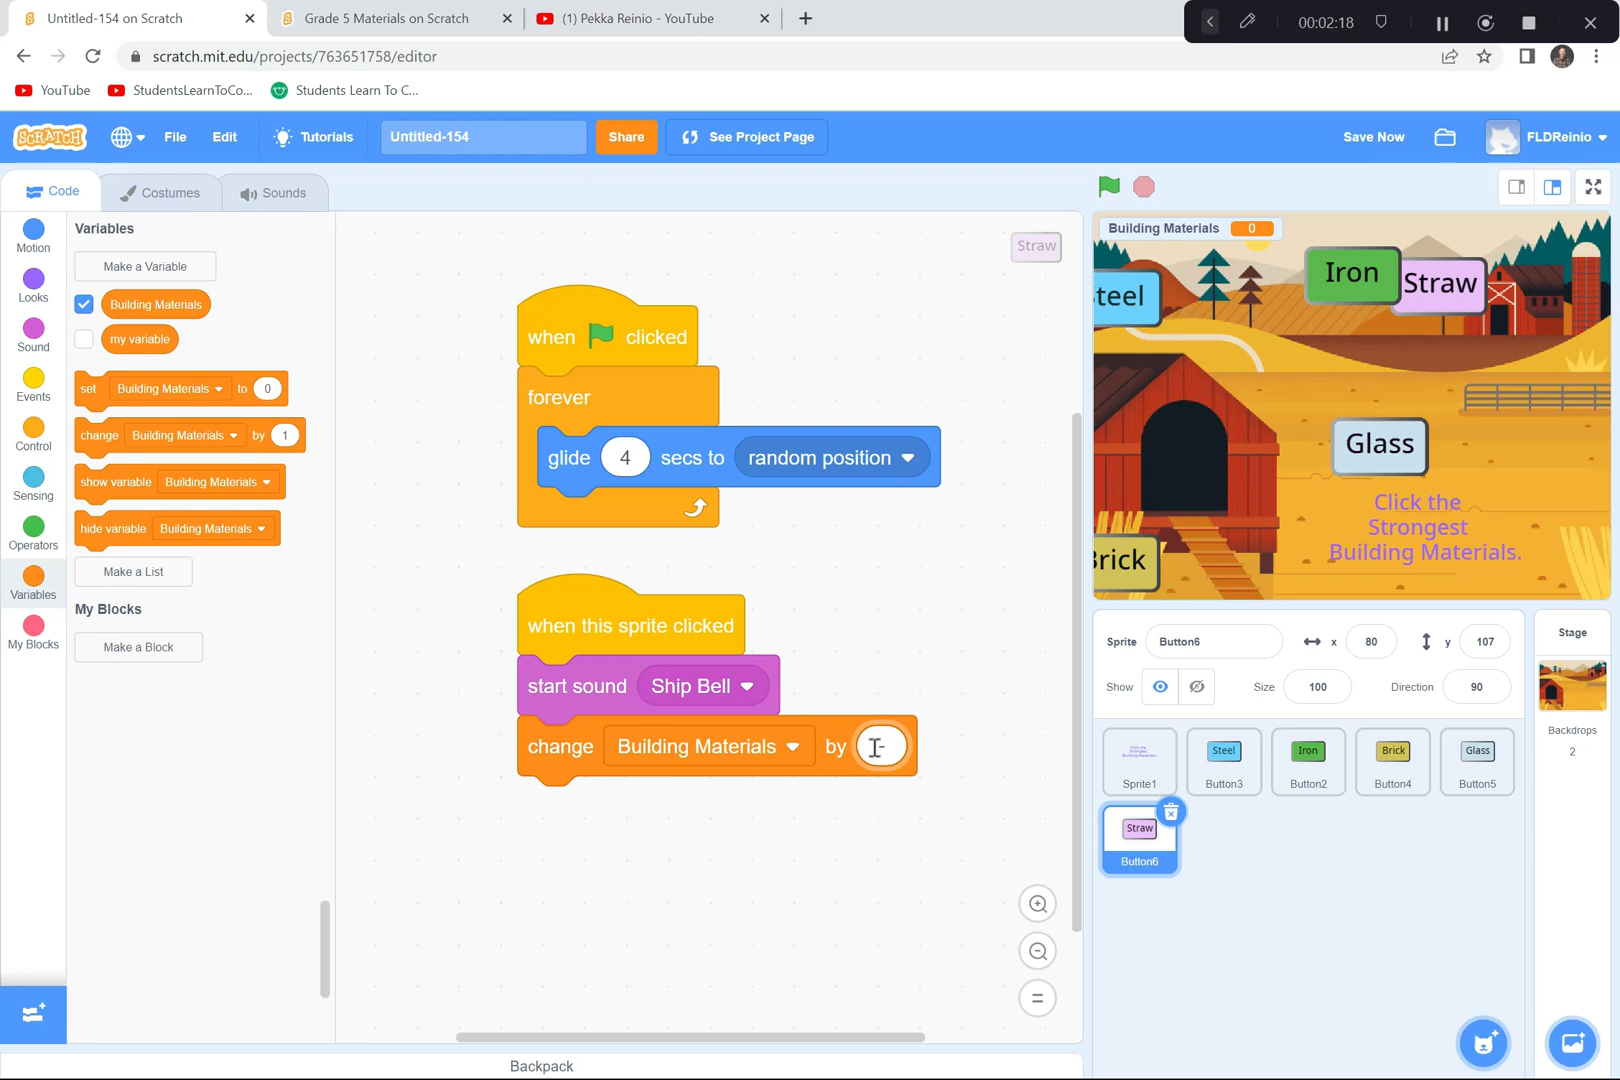 Untitled-154 on Scratch
Grade 5 Materials on Scratch
(1) Pekka Reinio - YouTube
00:02:18
scratch.mit.edu/projects/763651758/editor
YouTube
StudentsLearnToCo...
Students Learn To C...
SCRATCH
File
Edit
Tutorials
Untitled-154
Share
See Project Page
Save Now
FLDReinio
Code
Costumes
Sounds
Motion
Looks
Sound
Events
Control
Sensing
Operators
Variables
My Blocks
Variables
Make a Variable
Building Materials
my variable
set Building Materials to 0
change Building Materials by 1
show variable Building Materials
hide variable Building Materials
Make a List
My Blocks
Make a Block
Straw
when clicked
forever
glide 4 secs to random position
when this sprite clicked
start sound Ship Bell
change Building Materials by -
Backpack
Building Materials 0
Iron
Straw
teel
Glass
Click the
Strongest
Building Materials.
Brick
Sprite Button6 x 80 y 107
Show Size 100 Direction 90
Stage
Backdrops
2
Click the
Strongest
Building Materials.
Sprite1
Steel
Button3
Iron
Button2
Brick
Button4
Glass
Button5
Straw
Button6